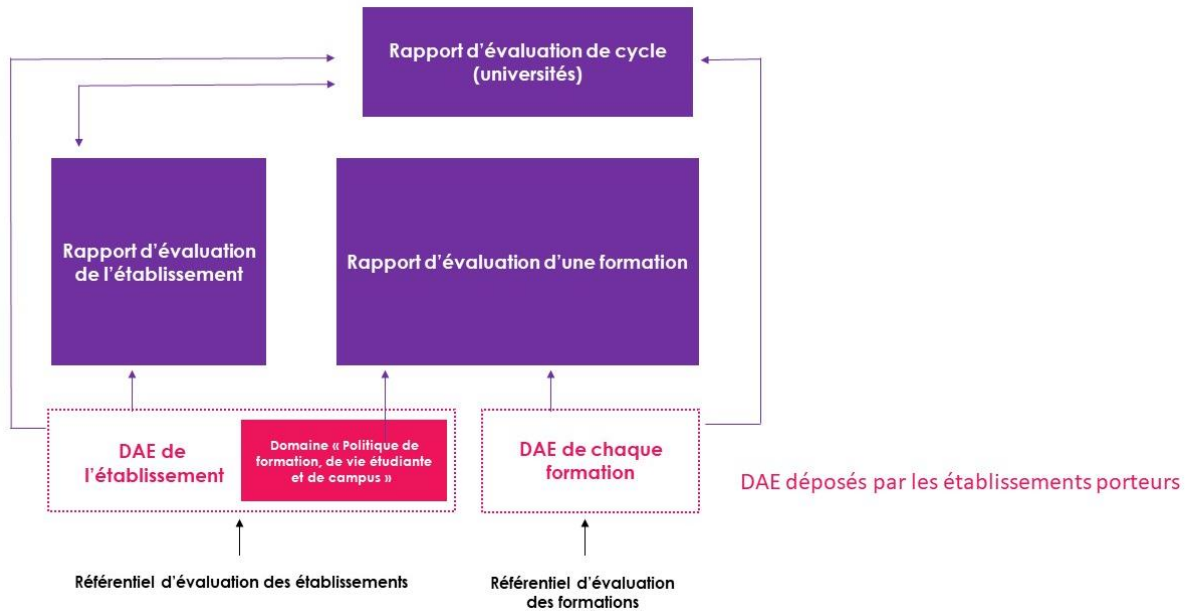 Rapport d'évaluation de cycle
(universités)
Rapport d'évaluation
de l'établissement
Rapport d'évaluation d'une formation
DAE de
l'établissement
Domaine « Politique de
formation, de vie étudiante
et de campus »
DAE de chaque
formation
DAE déposés par les établissements porteurs
Référentiel d'évaluation des établissements
Référentiel d'évaluation
des formations